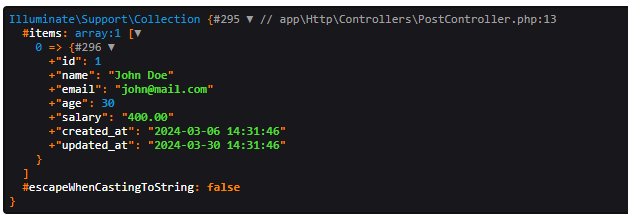 Illuminate\Support\Collection {#295 ▼ // app\Http\Controllers\PostController.php:13
#items: array:1 [▼
0 => {#296 ▼
+"id": 1
+"name": "John Doe"
+"email": "john@mail.com"
+"age": 30
+"salary": "400.00"
+"created_at": "2024-03-06 14:31:46"
+"updated_at": "2024-03-30 14:31:46"
}
]
#escapeWhenCastingToString: false
}